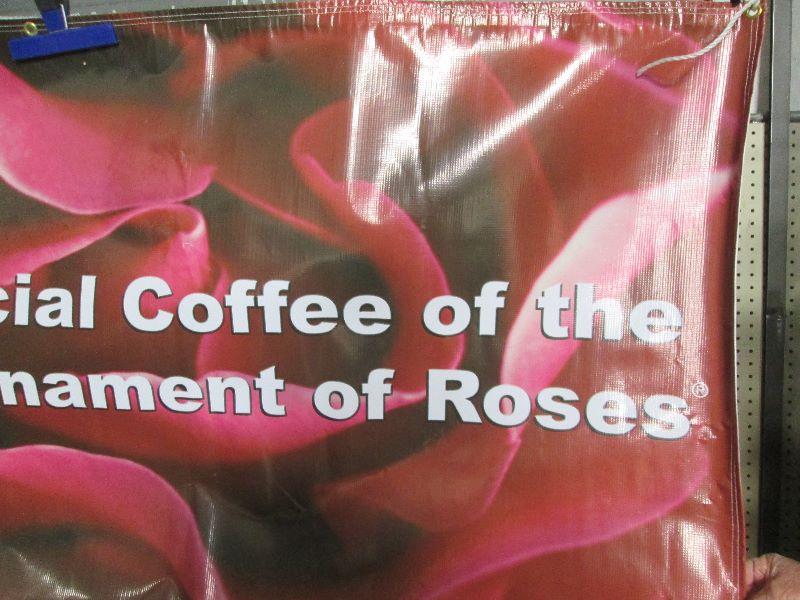 cial Coffee of the
nament of Roses®